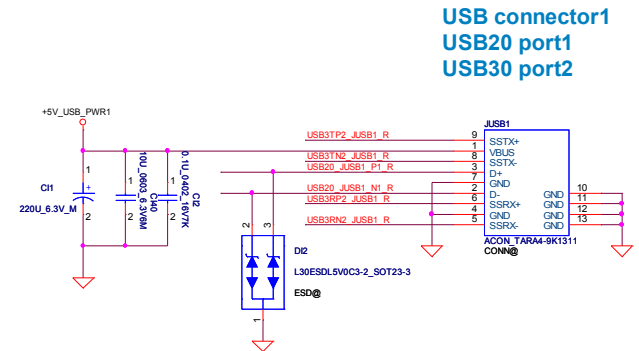 USB connector1
USB20 port1
USB30 port2
+5V_USB_PWR1
JUSB1
USB3TP2_JUSB1_R 9 SSTX+
1 VBUS
USB3TN2_JUSB1_R 8 SSTX-
USB20_JUSB1_P1_R 3 D+
7 GND
USB20_JUSB1_N1_R 2 D- GND 10
USB3RP2_JUSB1_R 6 SSRX+ GND 11
4 GND GND 12
USB3RN2_JUSB1_R 5 SSRX- GND 13
ACON_TARA4-9K1311
CONN@
1
CI1 +
220U_6.3V_M
2
1
10U_0603_6.3V6M
CI40
2
1
0.1U_0402_16V7K
CI2
2
2 3
DI2
L30ESDL5V0C3-2_SOT23-3
ESD@
1